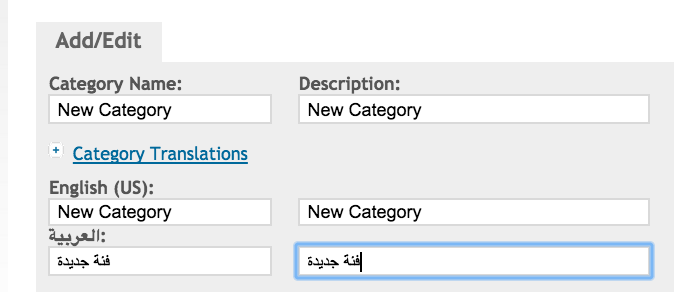 Add/Edit
Category Name: Description:
New Category New Category
+ Category Translations
English (US):
New Category New Category
العربية:
فئة جديدة فئة جديدة